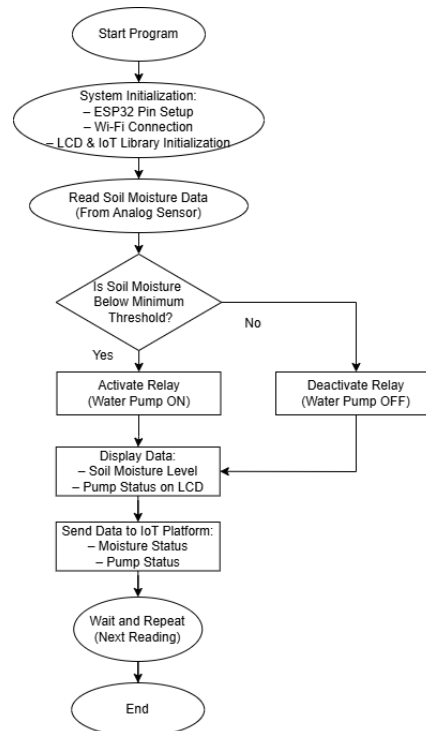 Start Program
System Initialization:
– ESP32 Pin Setup
– Wi-Fi Connection
– LCD & IoT Library Initialization
Read Soil Moisture Data
(From Analog Sensor)
Is Soil Moisture
Below Minimum
Threshold?
No
Yes
Activate Relay
(Water Pump ON)
Deactivate Relay
(Water Pump OFF)
Display Data:
– Soil Moisture Level
– Pump Status on LCD
Send Data to IoT Platform:
– Moisture Status
– Pump Status
Wait and Repeat
(Next Reading)
End